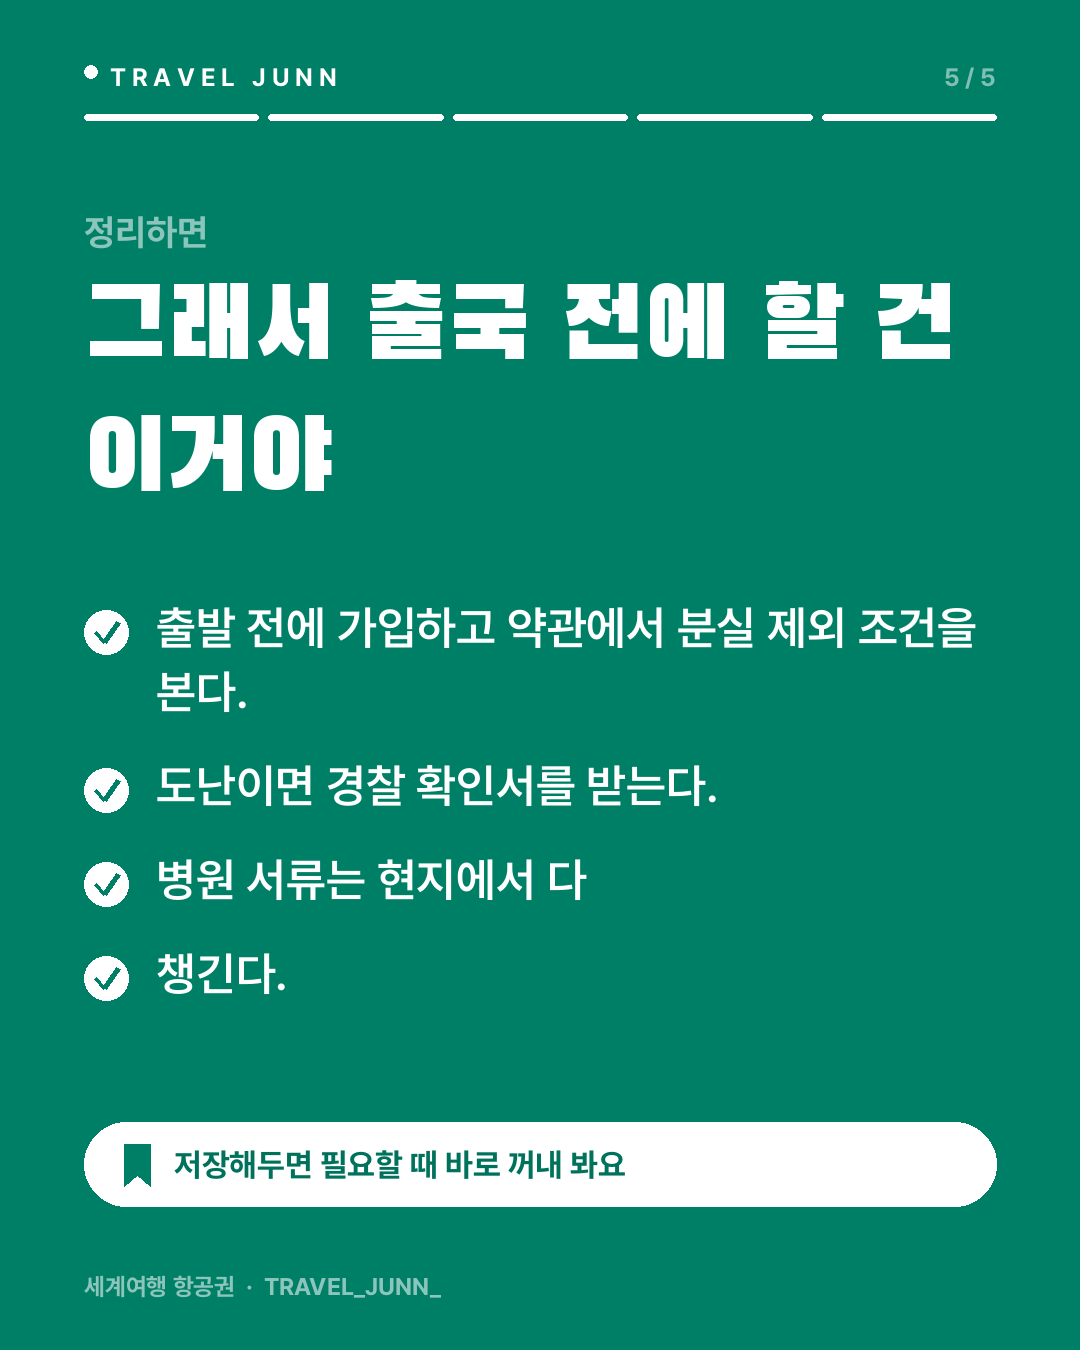 TRAVEL JUNN
5/5
정리하면
그래서 출국 전에 할 건
이거야
출발 전에 가입하고 약관에서 분실 제외 조건을
본다.
도난이면 경찰 확인서를 받는다.
병원 서류는 현지에서 다
챙긴다.
저장해두면 필요할 때 바로 꺼내 봐요
세계여행 항공권 · TRAVEL_JUNN_